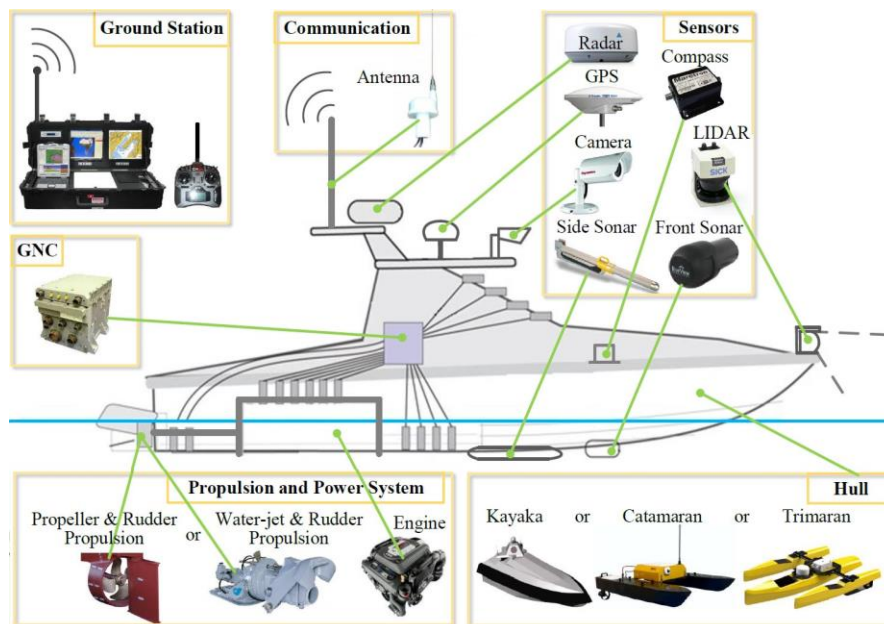 Ground Station
Communication
Antenna
Sensors
Radar
GPS
Compass
Camera
LIDAR
SICK
Side Sonar
Front Sonar
GNC
Propulsion and Power System
Propeller & Rudder
Propulsion
or
Water-jet & Rudder
Propulsion
Engine
Hull
Kayaka or Catamaran or Trimaran